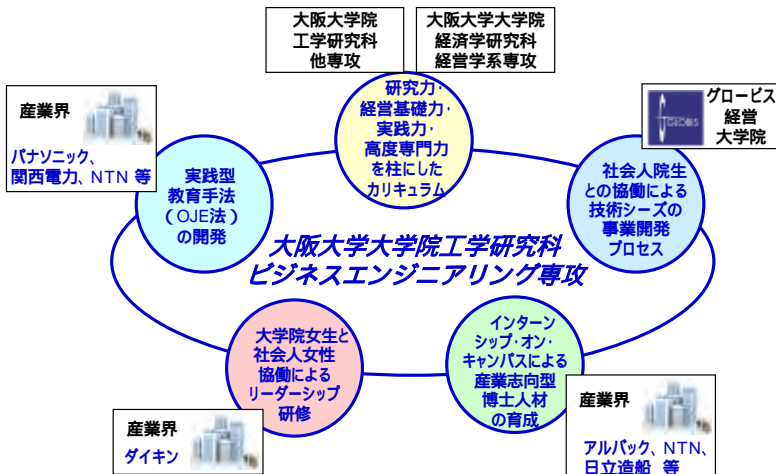 大阪大学院
工学研究科
他専攻
大阪大学大学院
経済学研究科
経営学系専攻
産業界
パナソニック、
関西電力、NTN 等
研究力・
経営基礎力・
実践力・
高度専門力
を柱にした
カリキュラム
GLOBIS
グロービス
経営
大学院
実践型
教育手法
（OJE法）
の開発
社会人院生
との協働による
技術シーズの
事業開発
プロセス
大阪大学大学院工学研究科
ビジネスエンジニアリング専攻
大学院女生と
社会人女性
協働による
リーダーシップ
研修
インターン
シップ・オン・
キャンパスによる
産業志向型
博士人材
の育成
産業界
ダイキン
産業界
アルバック、NTN、
日立造船 等